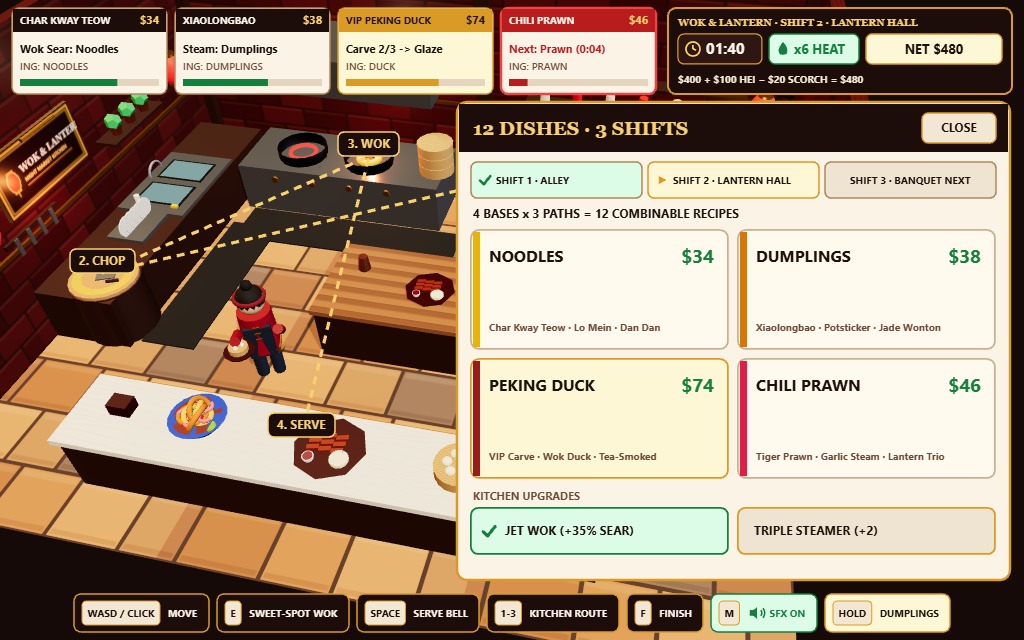 CHAR KWAY TEOW $34
Wok Sear: Noodles
ING: NOODLES
XIAOLONGBAO $38
Steam: Dumplings
ING: DUMPLINGS
VIP PEKING DUCK $74
Carve 2/3 -> Glaze
ING: DUCK
CHILI PRAWN $46
Next: Prawn (0:04)
ING: PRAWN
WOK & LANTERN · SHIFT 2 · LANTERN HALL
01:40
x6 HEAT
NET $480
$400 + $100 HEI − $20 SCORCH = $480
WOK & LANTERN
NIGHT MARKET KITCHEN
3. WOK
2. CHOP
4. SERVE
12 DISHES · 3 SHIFTS
CLOSE
SHIFT 1 · ALLEY
SHIFT 2 · LANTERN HALL
SHIFT 3 · BANQUET NEXT
4 BASES x 3 PATHS = 12 COMBINABLE RECIPES
NOODLES $34
Char Kway Teow · Lo Mein · Dan Dan
DUMPLINGS $38
Xiaolongbao · Potsticker · Jade Wonton
PEKING DUCK $74
VIP Carve · Wok Duck · Tea-Smoked
CHILI PRAWN $46
Tiger Prawn · Garlic Steam · Lantern Trio
KITCHEN UPGRADES
JET WOK (+35% SEAR)
TRIPLE STEAMER (+2)
WASD / CLICK MOVE
E SWEET-SPOT WOK
SPACE SERVE BELL
1-3 KITCHEN ROUTE
F FINISH
M SFX ON
HOLD DUMPLINGS